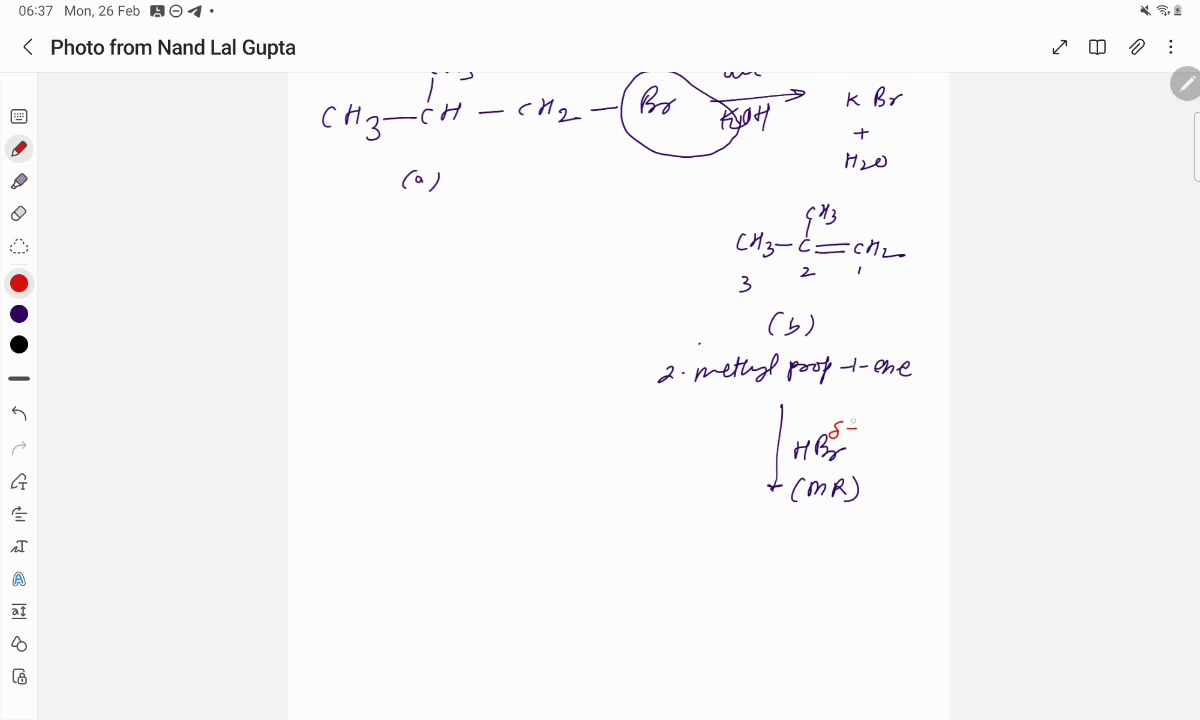 06:37 Mon, 26 Feb
Photo from Nand Lal Gupta
CH3—CH — CH2 — Br KOH K Br
+
H2O
(a)
CH3
CH3—C=CH2
3 2 1
(b)
2. methyl prop-1-ene
δ-
HBr
(MR)